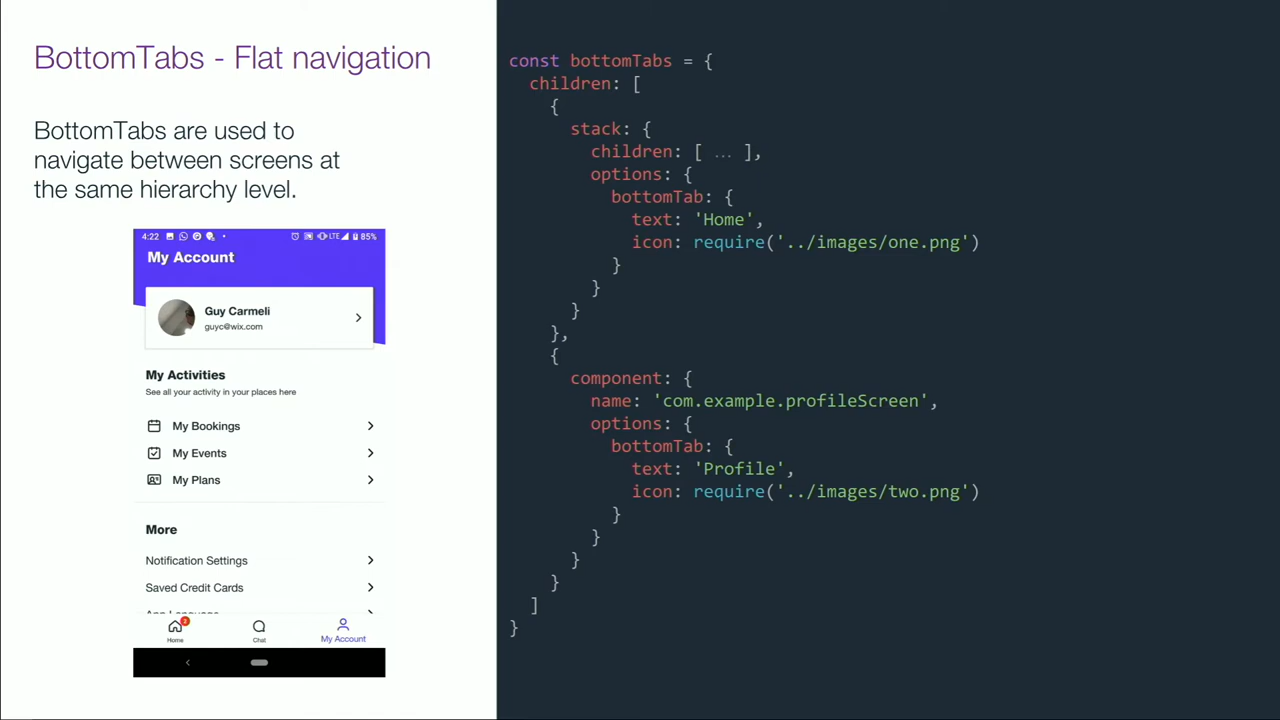 BottomTabs - Flat navigation
BottomTabs are used to
navigate between screens at
the same hierarchy level.
4:22
LTE
85%
My Account
Guy Carmeli
guyc@wix.com
My Activities
See all your activity in your places here
My Bookings
My Events
My Plans
More
Notification Settings
Saved Credit Cards
App Language
2
Home
Chat
My Account
const bottomTabs = {
children: [
{
stack: {
children: [ ... ],
options: {
bottomTab: {
text: 'Home',
icon: require('../images/one.png')
}
}
}
},
{
component: {
name: 'com.example.profileScreen',
options: {
bottomTab: {
text: 'Profile',
icon: require('../images/two.png')
}
}
}
}
]
}